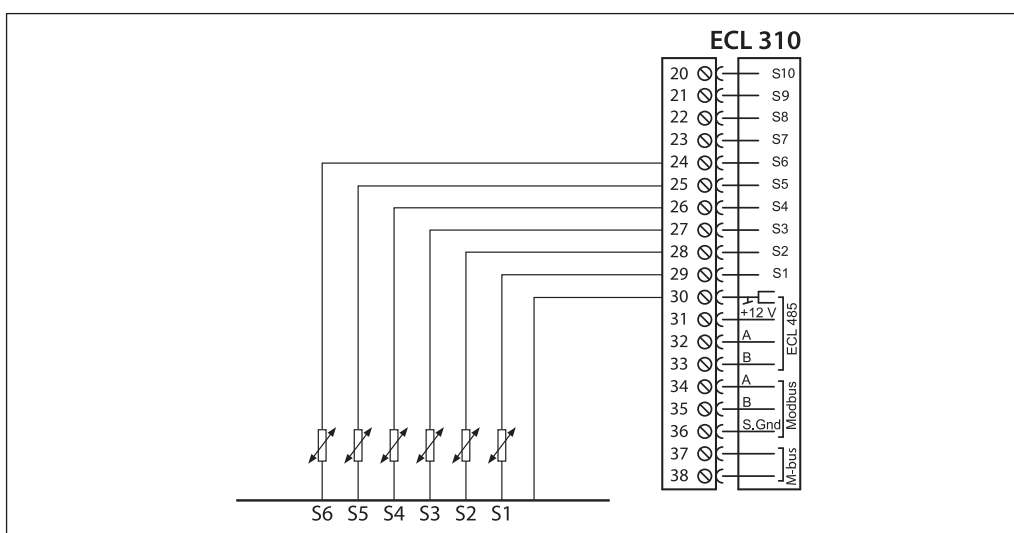 ECL 310
20 S10
21 S9
22 S8
23 S7
24 S6
25 S5
26 S4
27 S3
28 S2
29 S1
30
31 +12 V
32 A
33 B
ECL 485
34 A
35 B
36 S.Gnd
Modbus
37
38
M-bus
S6 S5 S4 S3 S2 S1